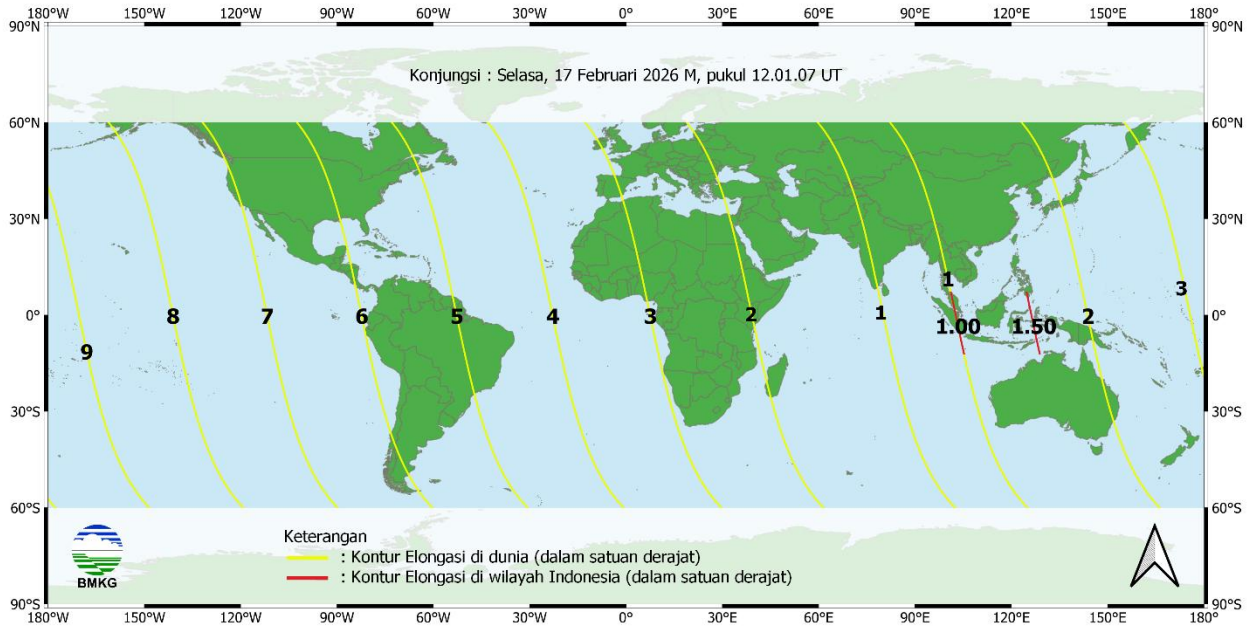 180°W 150°W 120°W 90°W 60°W 30°W 0° 30°E 60°E 90°E 120°E 150°E 180°
90°N 90°N
Konjungsi : Selasa, 17 Februari 2026 M, pukul 12.01.07 UT
60°N 60°N
30°N 30°N
1
3
0° 8 7 6 5 4 3 2 1 2 0°
1.00 1.50
9
30°S 30°S
60°S 60°S
Keterangan
: Kontur Elongasi di dunia (dalam satuan derajat)
: Kontur Elongasi di wilayah Indonesia (dalam satuan derajat)
BMKG
90°S 90°S
180°W 150°W 120°W 90°W 60°W 30°W 0° 30°E 60°E 90°E 120°E 150°E 180°